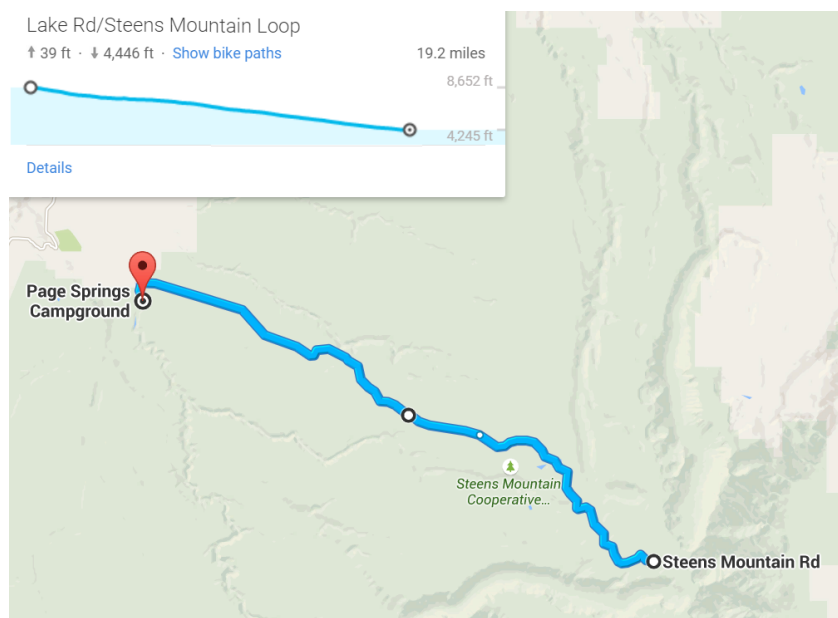 Lake Rd/Steens Mountain Loop
↑ 39 ft · ↓ 4,446 ft · Show bike paths
19.2 miles
8,652 ft
4,245 ft
Details
Page Springs
Campground
Steens Mountain
Cooperative...
Steens Mountain Rd